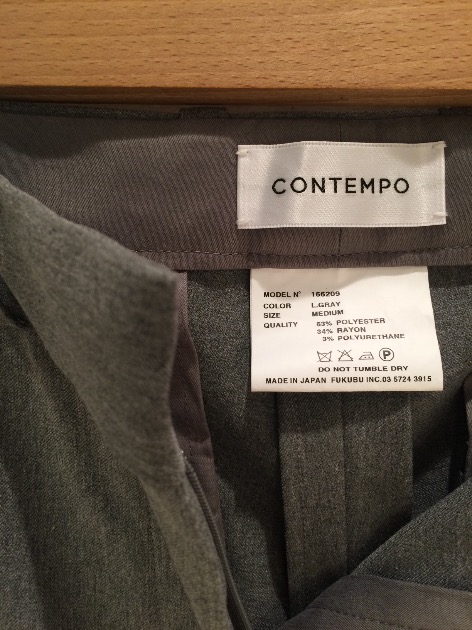 CONTEMPO
MODEL N° 166209
COLOR L.GRAY
SIZE MEDIUM
QUALITY 63% POLYESTER
34% RAYON
3% POLYURETHANE
P
DO NOT TUMBLE DRY
MADE IN JAPAN FUKUBU INC.03 5724 3915